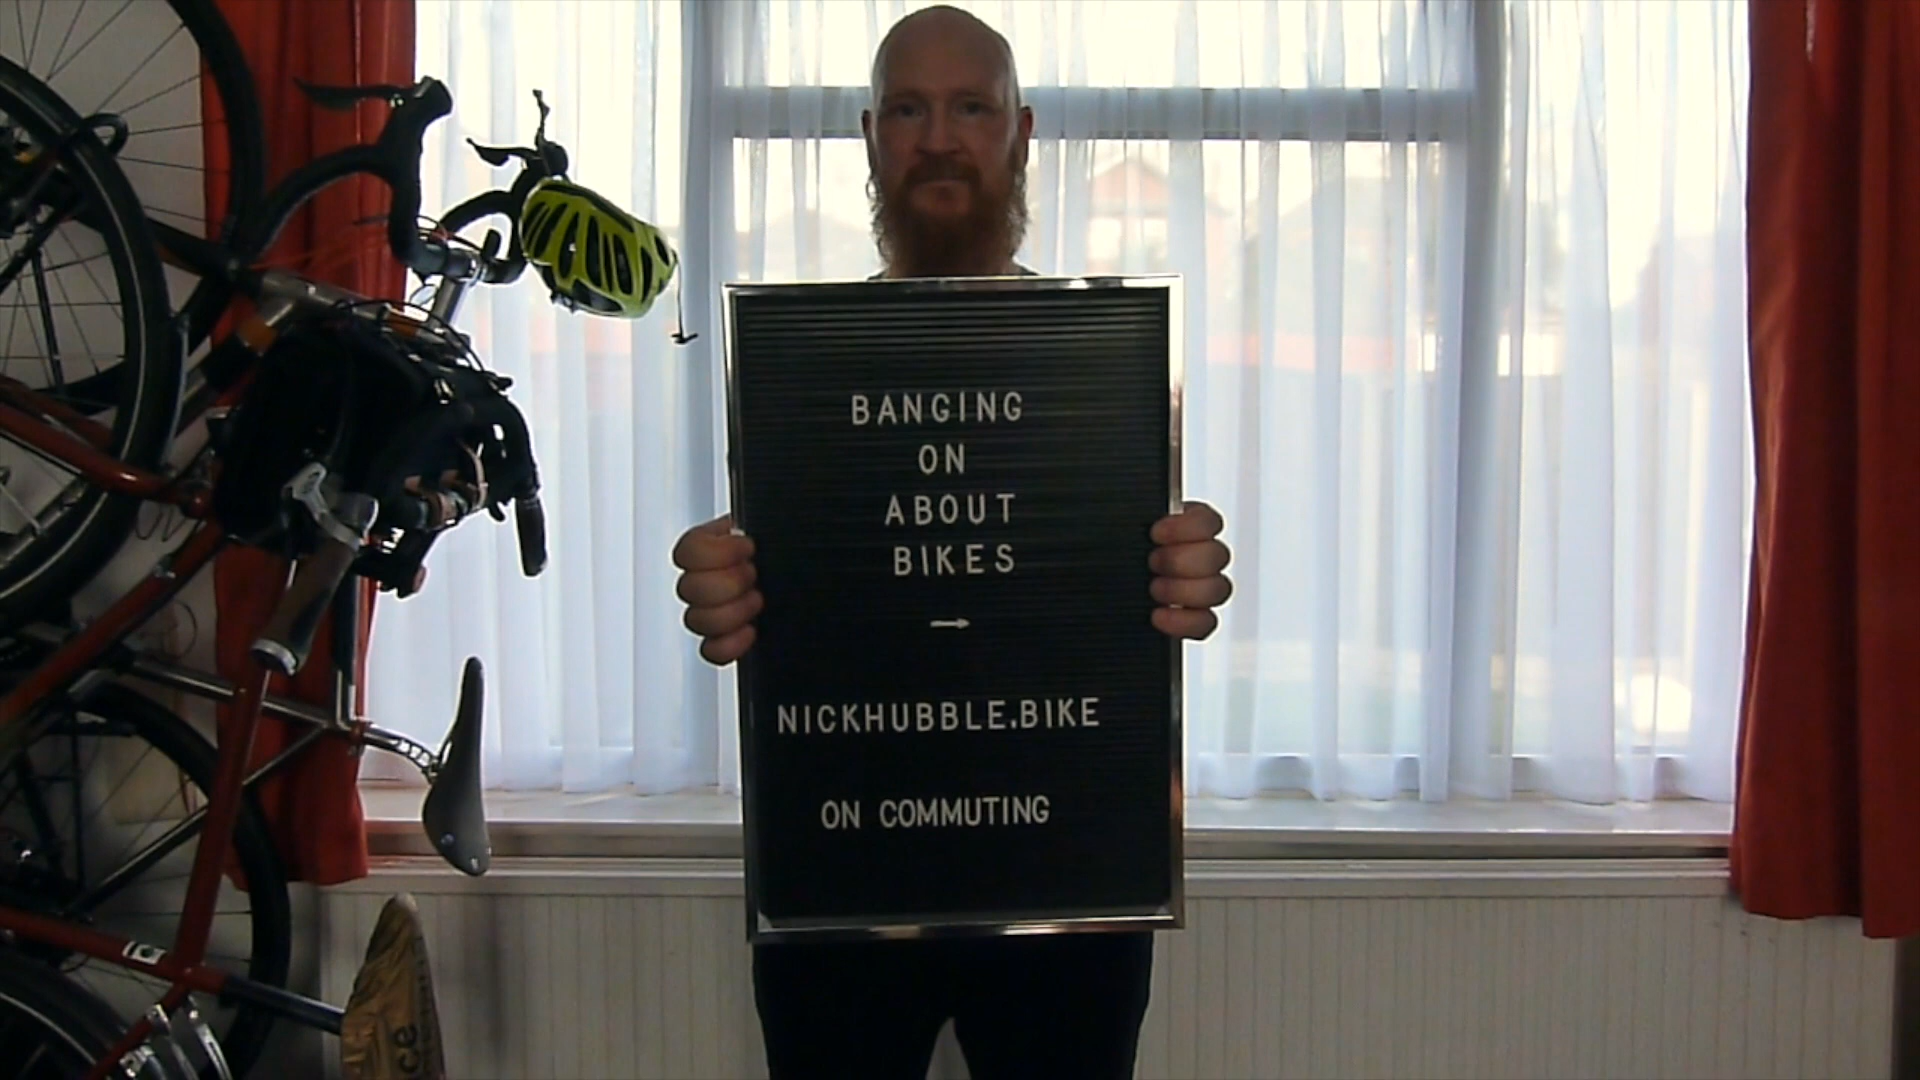 BANGING
ON
ABOUT
BIKES
→
NICKHUBBLE.BIKE
ON COMMUTING